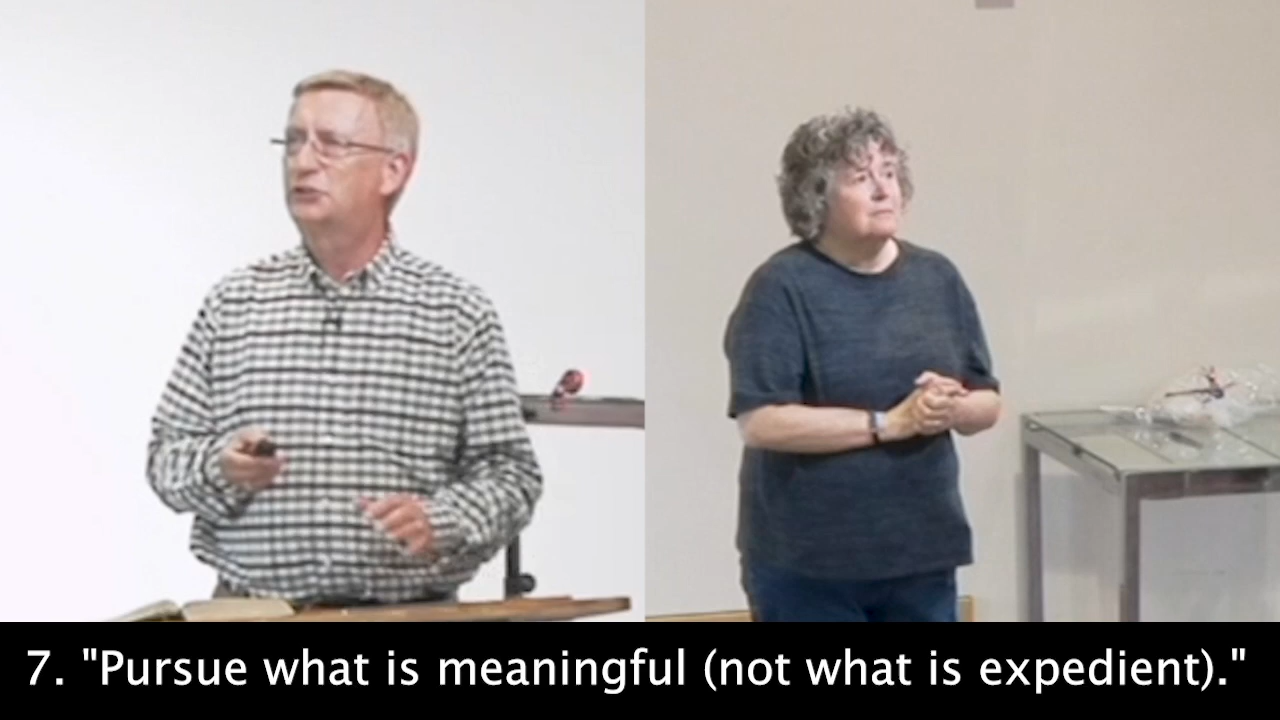 7. "Pursue what is meaningful (not what is expedient)."